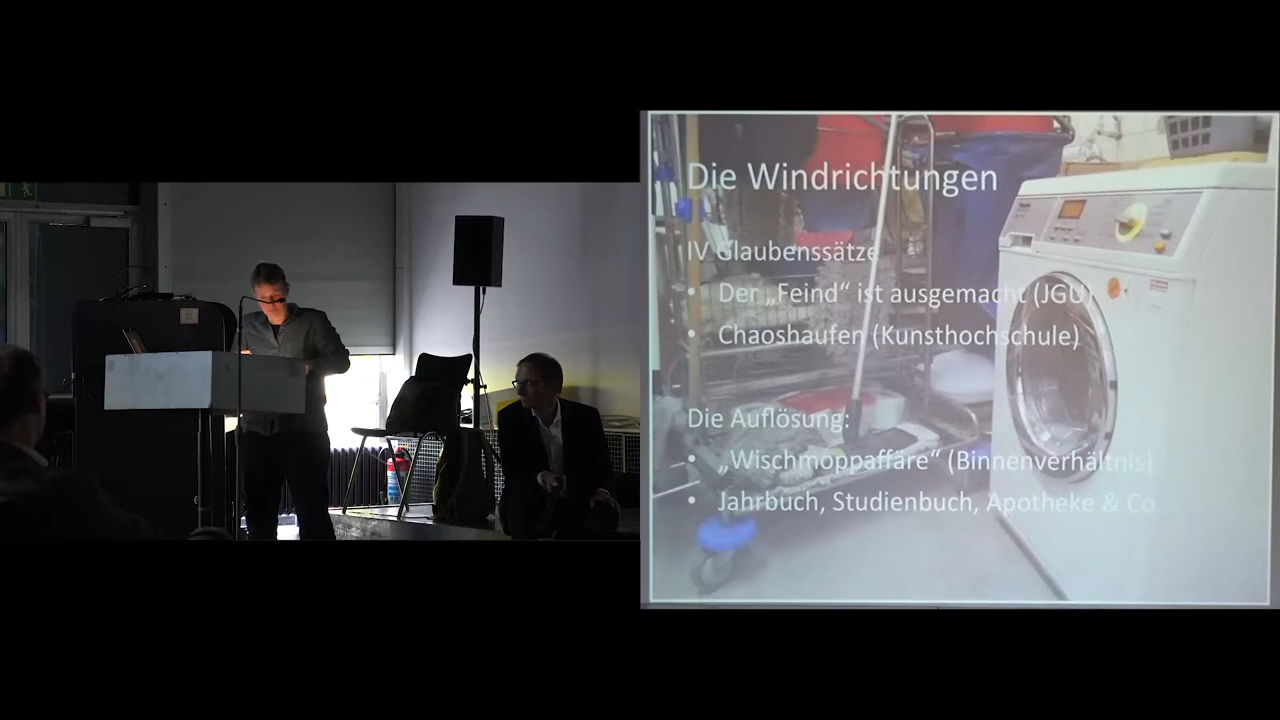 Die Windrichtungen
IV Glaubenssätze
• Der „Feind“ ist ausgemacht (JGU)
• Chaoshaufen (Kunsthochschule)
Die Auflösung:
• „Wischmoppaffäre“ (Binnenverhältnis)
• Jahrbuch, Studienbuch, Apotheke & Co.